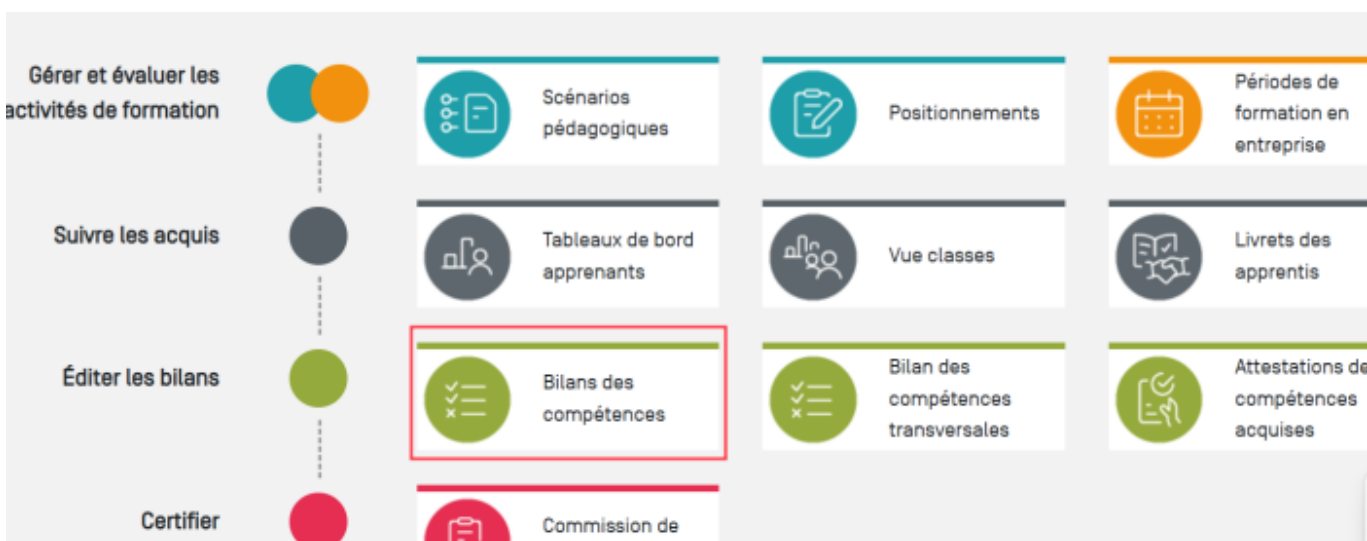 Gérer et évaluer les
activités de formation
Scénarios
pédagogiques
Positionnements
Périodes de
formation en
entreprise
Suivre les acquis
Tableaux de bord
apprenants
Vue classes
Livrets des
apprentis
Éditer les bilans
Bilans des
compétences
Bilan des
compétences
transversales
Attestations de
compétences
acquises
Certifier
Commission de